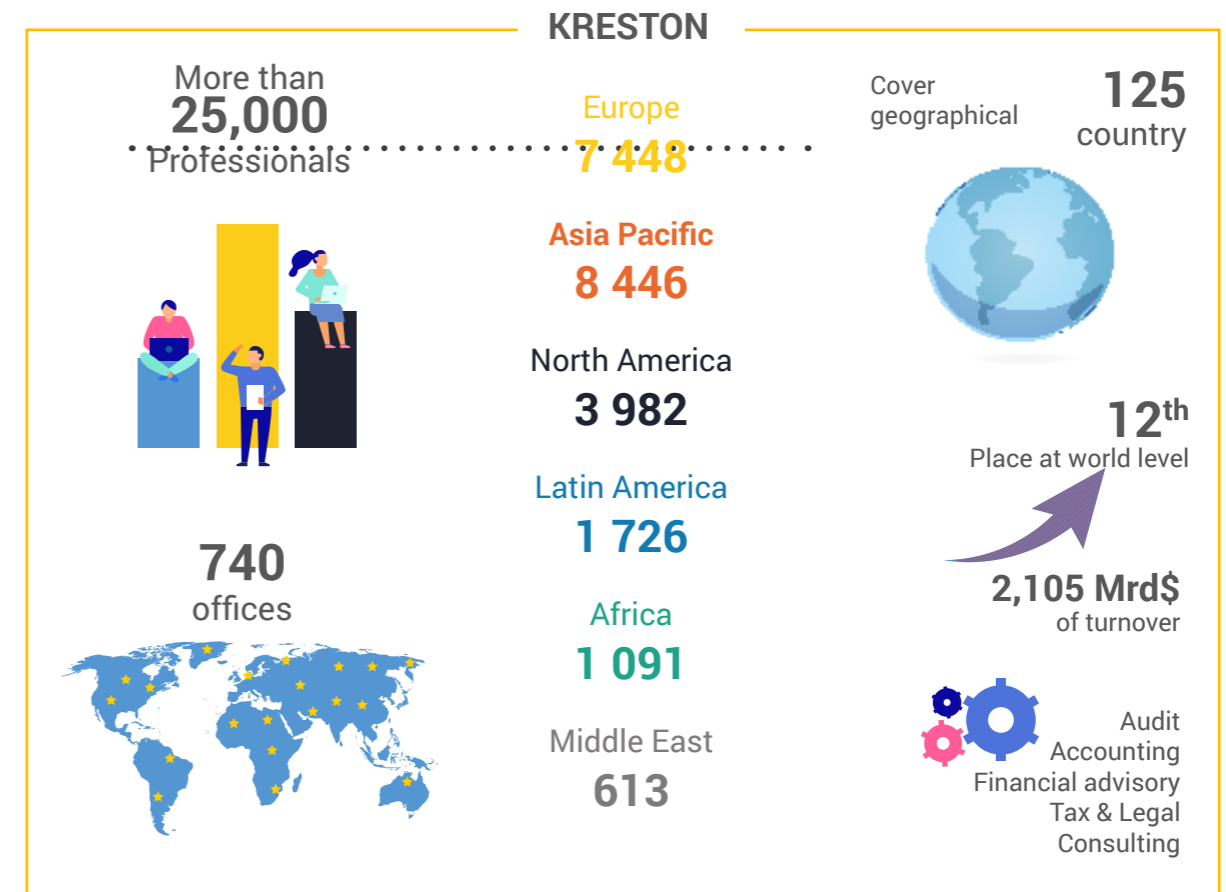 KRESTON
More than
25,000
Professionals
740
offices
Europe
7 448
Asia Pacific
8 446
North America
3 982
Latin America
1 726
Africa
1 091
Middle East
613
Cover
geographical
125
country
12th
Place at world level
2,105 Mrd$
of turnover
Audit
Accounting
Financial advisory
Tax & Legal
Consulting